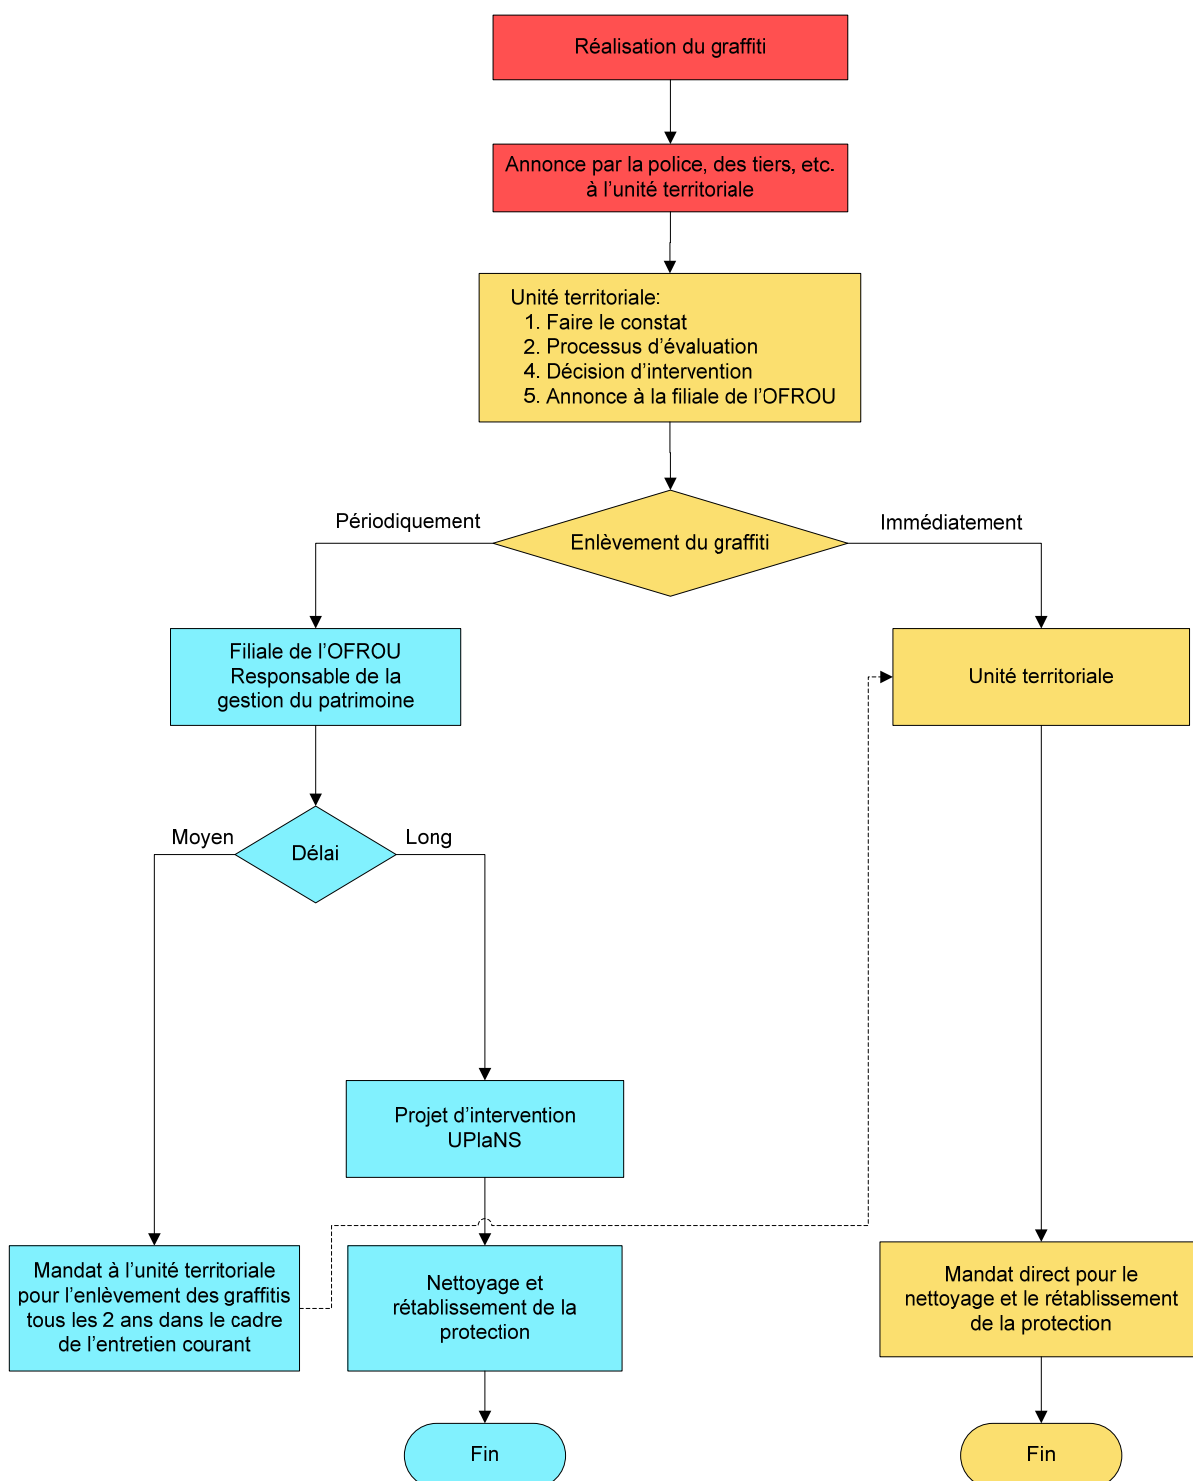 Réalisation du graffiti
Annonce par la police, des tiers, etc.
à l'unité territoriale
Unité territoriale:
1. Faire le constat
2. Processus d'évaluation
4. Décision d'intervention
5. Annonce à la filiale de l'OFROU
Périodiquement
Enlèvement du graffiti
Immédiatement
Filiale de l'OFROU
Responsable de la
gestion du patrimoine
Unité territoriale
Moyen
Délai
Long
Projet d'intervention
UPlaNS
Mandat à l'unité territoriale
pour l'enlèvement des graffitis
tous les 2 ans dans le cadre
de l'entretien courant
Nettoyage et
rétablissement de la
protection
Mandat direct pour le
nettoyage et le rétablissement
de la protection
Fin
Fin